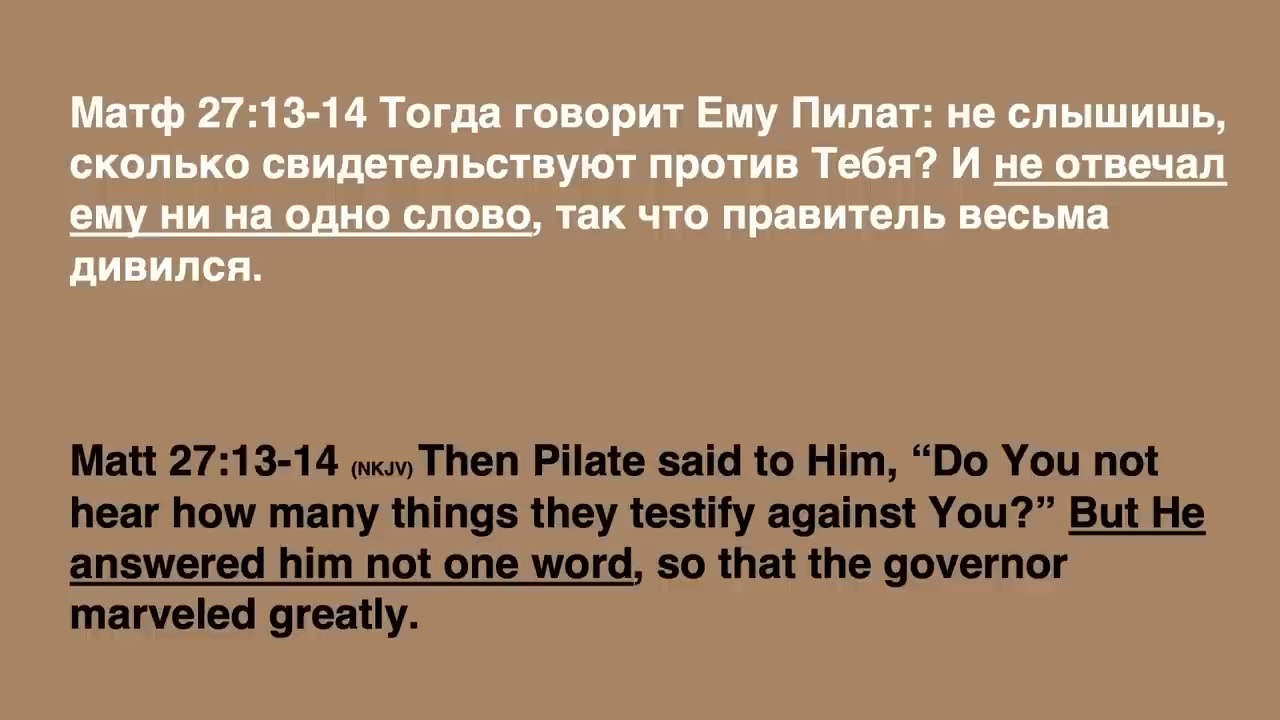 Матф 27:13-14 Тогда говорит Ему Пилат: не слышишь,
сколько свидетельствуют против Тебя? И не отвечал
ему ни на одно слово, так что правитель весьма
дивился.
Matt 27:13-14 (NKJV) Then Pilate said to Him, “Do You not
hear how many things they testify against You?” But He
answered him not one word, so that the governor
marveled greatly.